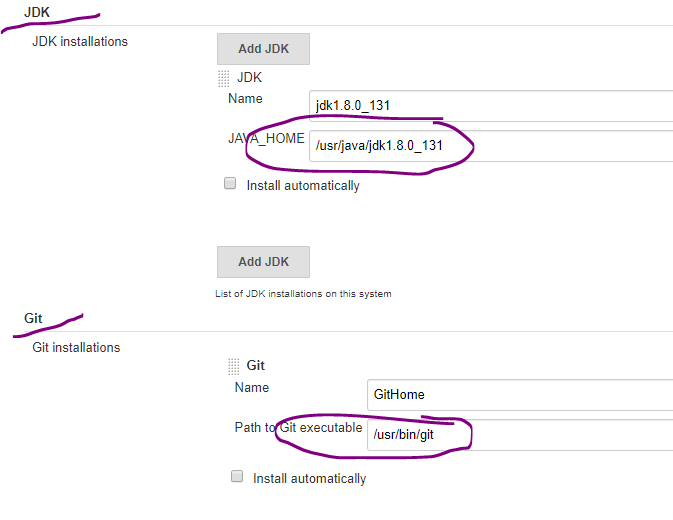 JDK
JDK installations
Add JDK
JDK
Name
jdk1.8.0_131
JAVA_HOME
/usr/java/jdk1.8.0_131
Install automatically
Add JDK
List of JDK installations on this system
Git
Git installations
Git
Name
GitHome
Path to Git executable
/usr/bin/git
Install automatically